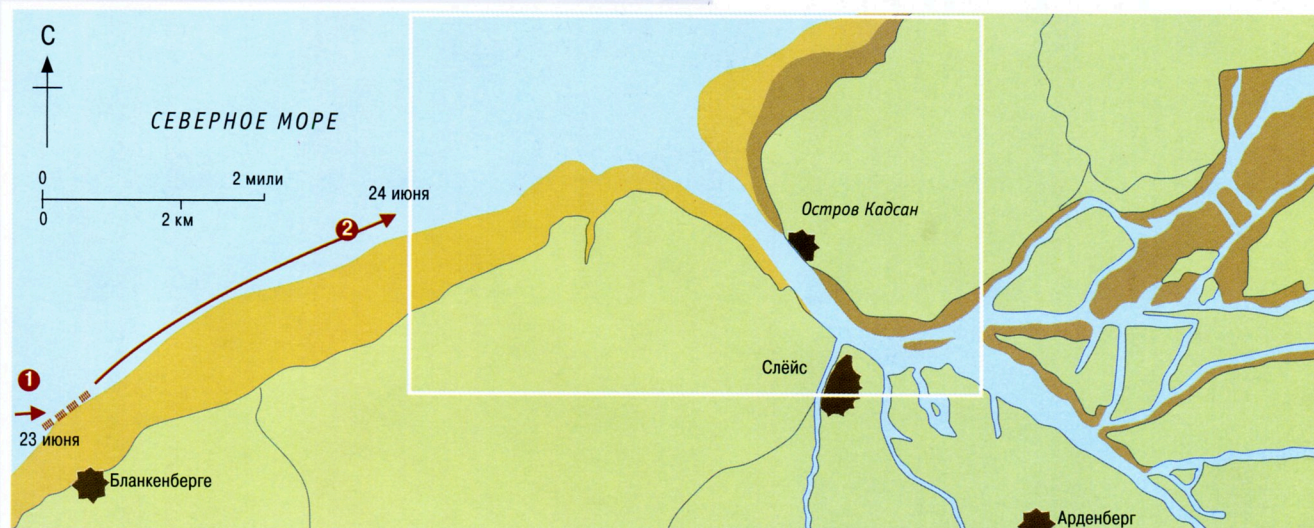 С
СЕВЕРНОЕ МОРЕ
0
2 мили
0
2 км
24 июня
2
Остров Кадсан
1
23 июня
Слёйс
Бланкенберге
Арденберг